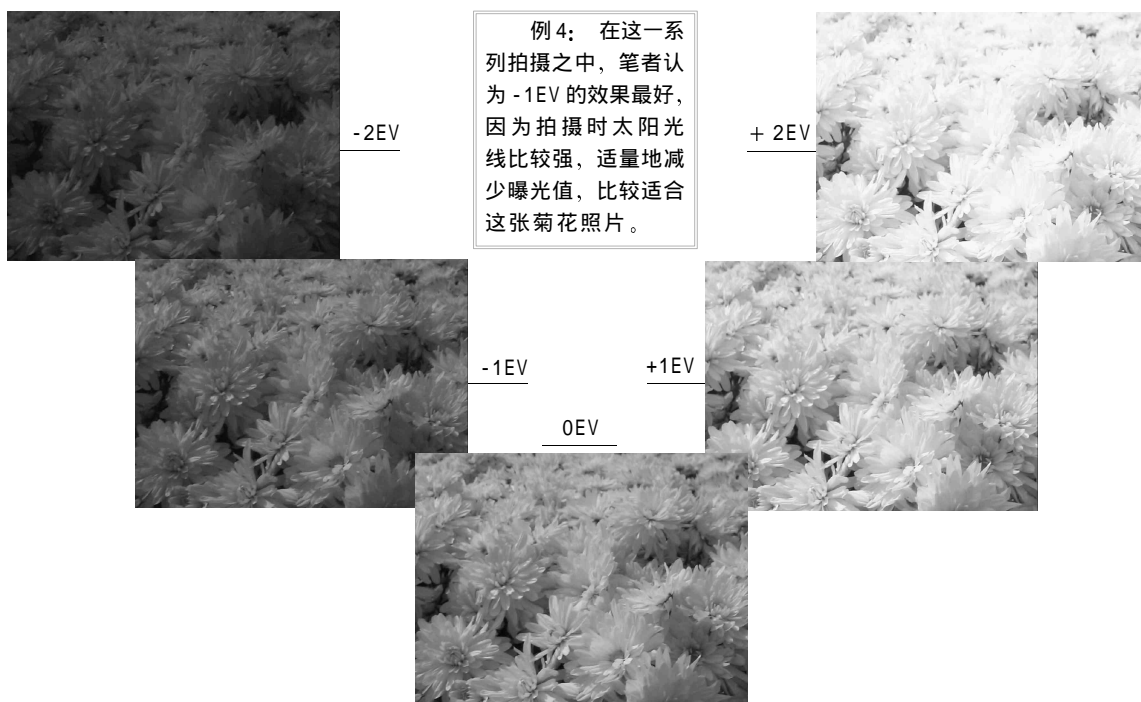 例4： 在这一系
列拍摄之中，笔者认
为-1EV的效果最好，
因为拍摄时太阳光
线比较强，适量地减
少曝光值，比较适合
这张菊花照片。
-2EV
+2EV
-1EV
+1EV
0EV